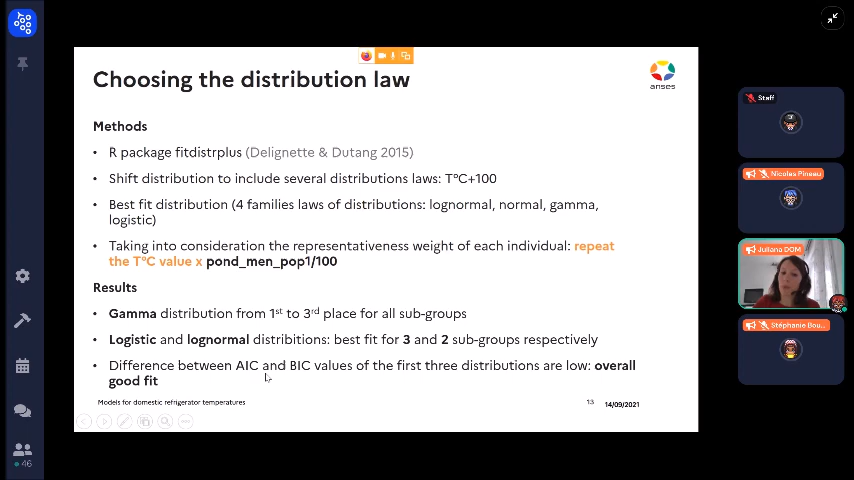 Choosing the distribution law
anses
Methods
• R package fitdistrplus (Delignette & Dutang 2015)
• Shift distribution to include several distributions laws: T°C+100
• Best fit distribution (4 families laws of distributions: lognormal, normal, gamma,
logistic)
• Taking into consideration the representativeness weight of each individual: repeat
the T°C value x pond_men_pop1/100
Results
• Gamma distribution from 1st to 3rd place for all sub-groups
• Logistic and lognormal distribitions: best fit for 3 and 2 sub-groups respectively
• Difference between AIC and BIC values of the first three distributions are low: overall
good fit
Models for domestic refrigerator temperatures
13
14/09/2021
Staff
Nicolas Pineau
Juliana DOM
Stéphanie Bou...
46